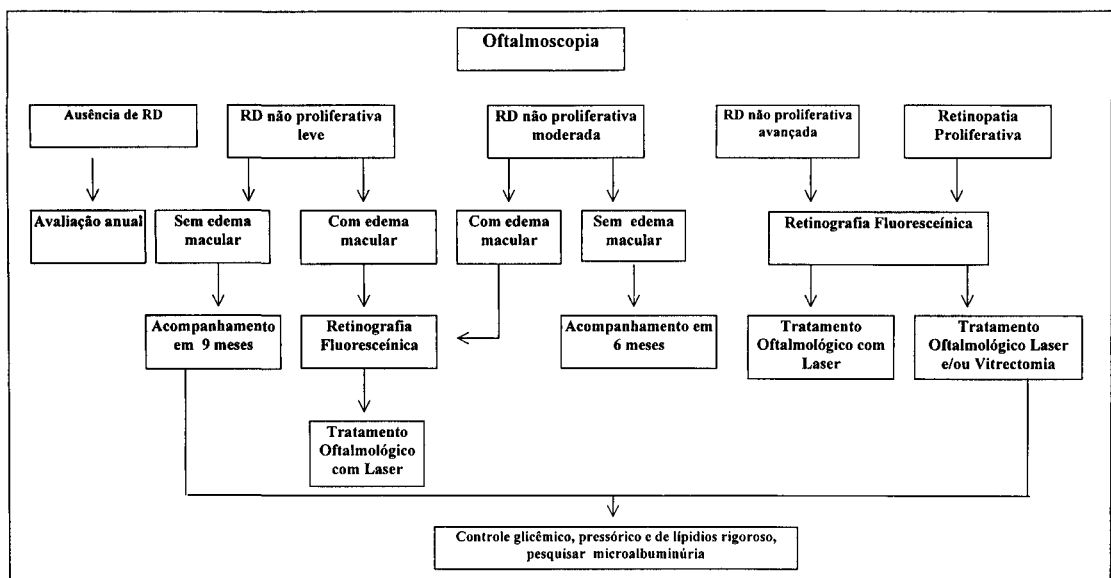 Oftalmoscopia
Ausência de RD
RD não proliferativa
leve
RD não proliferativa
moderada
RD não proliferativa
avançada
Retinopatia
Proliferativa
Avaliação anual
Sem edema
macular
Com edema
macular
Com edema
macular
Sem edema
macular
Retinografia Fluoresceínica
Acompanhamento
em 9 meses
Retinografia
Fluoresceínica
Acompanhamento em
6 meses
Tratamento
Oftalmológico com
Laser
Tratamento
Oftalmológico Laser
e/ou Vitrectomia
Tratamento
Oftalmológico
com Laser
Controle glicêmico, pressórico e de lípidios rigoroso,
pesquisar microalbuminúria